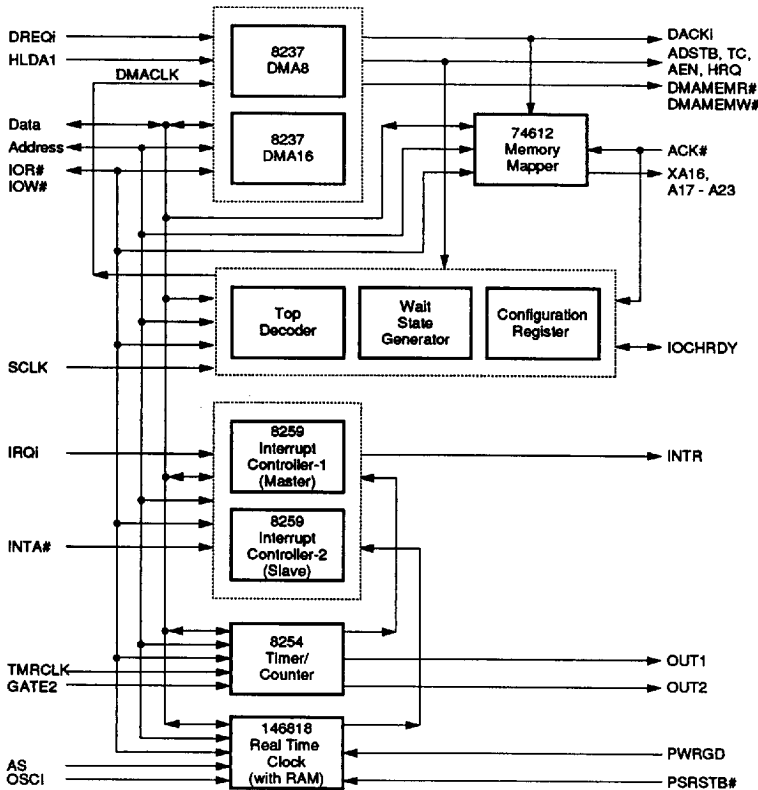 DREQi
HLDA1
DMACLK
Data
Address
IOR#
IOW#
SCLK
IRQi
INTA#
TMRCLK
GATE2
AS
OSCI
8237
DMA8
8237
DMA16
74612
Memory
Mapper
Top
Decoder
Wait
State
Generator
Configuration
Register
8259
Interrupt
Controller-1
(Master)
8259
Interrupt
Controller-2
(Slave)
8254
Timer/
Counter
146818
Real Time
Clock
(with RAM)
DACKi
ADSTB, TC,
AEN, HRQ
DMAMEMR#
DMAMEMW#
ACK#
XA16,
A17 - A23
IOCHRDY
INTR
OUT1
OUT2
PWRGD
PSRSTB#